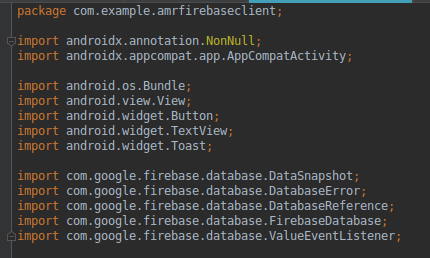 package com.example.amrfirebaseclient;
import androidx.annotation.NonNull;
import androidx.appcompat.app.AppCompatActivity;
import android.os.Bundle;
import android.view.View;
import android.widget.Button;
import android.widget.TextView;
import android.widget.Toast;
import com.google.firebase.database.DataSnapshot;
import com.google.firebase.database.DatabaseError;
import com.google.firebase.database.DatabaseReference;
import com.google.firebase.database.FirebaseDatabase;
import com.google.firebase.database.ValueEventListener;